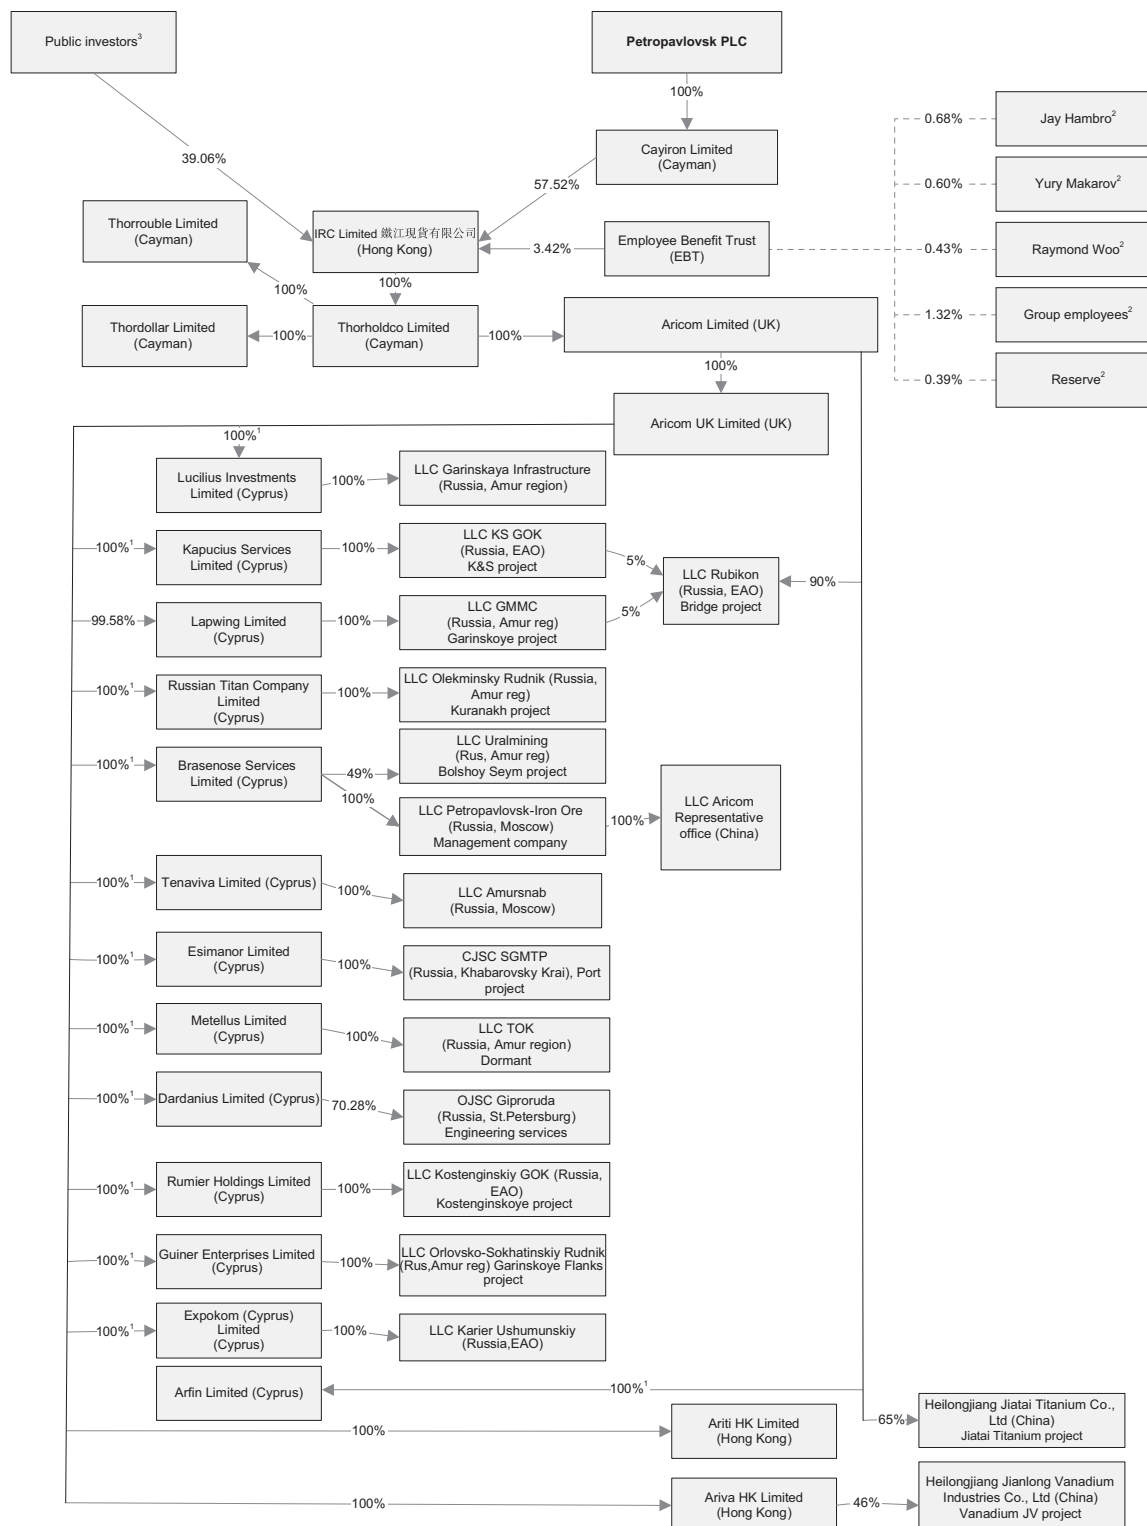 Public investors3
Petropavlovsk PLC
100%
0.68%
Jay Hambro2
Cayiron Limited
(Cayman)
39.06%
57.52%
0.60%
Yury Makarov2
Thorrouble Limited
(Cayman)
IRC Limited 鐵江現貨有限公司
(Hong Kong)
3.42%
Employee Benefit Trust
(EBT)
0.43%
Raymond Woo2
100%
100%
1.32%
Group employees2
Thordollar Limited
(Cayman)
100%
Thorholdco Limited
(Cayman)
100%
Aricom Limited (UK)
100%
0.39%
Reserve2
Aricom UK Limited (UK)
100%1
Lucilius Investments
Limited (Cyprus)
100%
LLC Garinskaya Infrastructure
(Russia, Amur region)
100%1
Kapucius Services
Limited (Cyprus)
100%
LLC KS GOK
(Russia, EAO)
K&S project
5%
LLC Rubikon
(Russia, EAO)
Bridge project
90%
99.58%
Lapwing Limited
(Cyprus)
100%
LLC GMMC
(Russia, Amur reg)
Garinskoye project
5%
100%1
Russian Titan Company
Limited
(Cyprus)
100%
LLC Olekminsky Rudnik (Russia,
Amur reg)
Kuranakh project
100%1
Brasenose Services
Limited (Cyprus)
49%
LLC Uralmining
(Rus, Amur reg)
Bolshoy Seym project
100%
LLC Petropavlovsk-Iron Ore
(Russia, Moscow)
Management company
100%
LLC Aricom
Representative
office (China)
100%1
Tenaviva Limited (Cyprus)
100%
LLC Amursnab
(Russia, Moscow)
100%1
Esimanor Limited
(Cyprus)
100%
CJSC SGMTP
(Russia, Khabarovsky Krai), Port
project
100%1
Metellus Limited
(Cyprus)
100%
LLC TOK
(Russia, Amur region)
Dormant
100%1
Dardanius Limited (Cyprus)
70.28%
OJSC Giproruda
(Russia, St.Petersburg)
Engineering services
100%1
Rumier Holdings Limited
(Cyprus)
100%
LLC Kostenginskiy GOK (Russia,
EAO)
Kostenginskoye project
100%1
Guiner Enterprises Limited
(Cyprus)
100%
LLC Orlovsko-Sokhatinskiy Rudnik
(Rus,Amur reg) Garinskoye Flanks
project
100%1
Expokom (Cyprus)
Limited
(Cyprus)
100%
LLC Karier Ushumunskiy
(Russia,EAO)
Arfin Limited (Cyprus)
100%1
100%
Ariti HK Limited
(Hong Kong)
65%
Heilongjiang Jiatai Titanium Co.,
Ltd (China)
Jiatai Titanium project
100%
Ariva HK Limited
(Hong Kong)
46%
Heilongjiang Jianlong Vanadium
Industries Co., Ltd (China)
Vanadium JV project